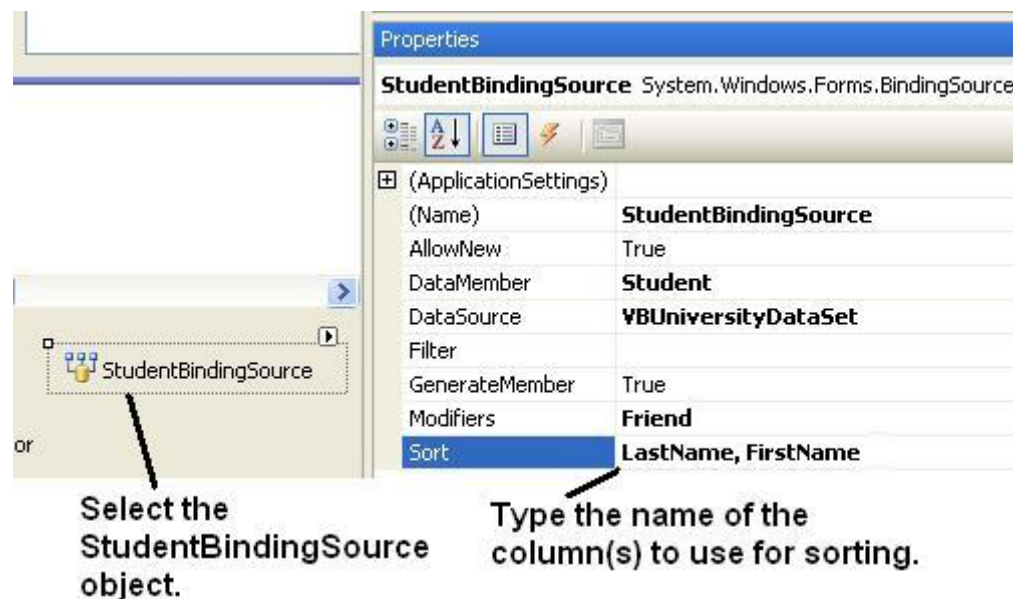 Properties
StudentBindingSource System.Windows.Forms.BindingSource
(ApplicationSettings)
(Name) StudentBindingSource
AllowNew True
DataMember Student
DataSource VBUniversityDataSet
Filter
GenerateMember True
Modifiers Friend
Sort LastName, FirstName
StudentBindingSource
or
Select the
StudentBindingSource
object.
Type the name of the
column(s) to use for sorting.